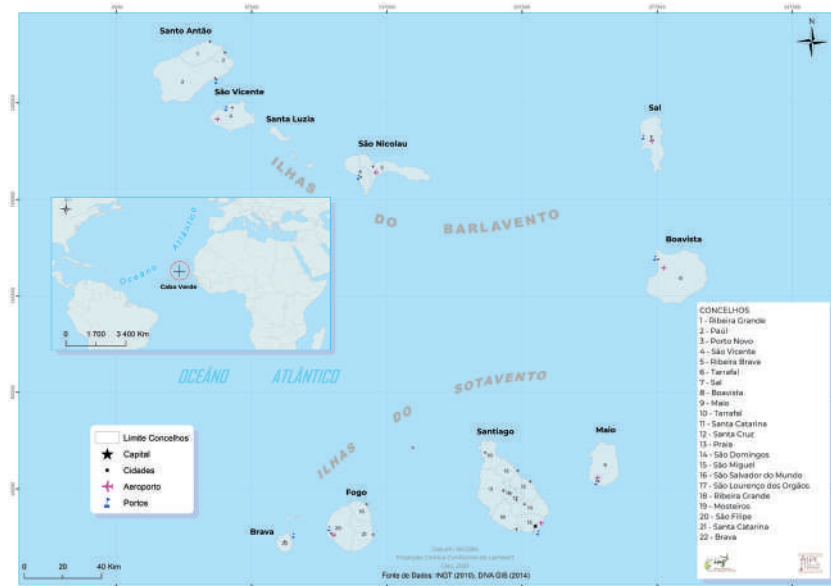 Santo Antão
São Vicente
Santa Luzia
São Nicolau
Sal
ILHAS
DO
BARLAVENTO
Boavista
Oceâno Atlântico
Cabo Verde
0 1 700 3 400 Km
OCEÂNO ATLÂNTICO
ILHAS
DO
SOTAVENTO
Santiago
Maio
Fogo
Brava
Limite Concelhos
Capital
Cidades
Aeroporto
Portos
0 20 40 Km
CONCELHOS
1 - Ribeira Grande
2 - Paúl
3 - Porto Novo
4 - São Vicente
5 - Ribeira Brava
6 - Tarrafal
7 - Sal
8 - Boavista
9 - Maio
10 - Tarrafal
11 - Santa Catarina
12 - Santa Cruz
13 - Praia
14 - São Domingos
15 - São Miguel
16 - São Salvador do Mundo
17 - São Lourenço dos Orgãos
18 - Ribeira Grande
19 - Mosteiros
20 - São Filipe
21 - Santa Catarina
22 - Brava
Fonte de Dados: INGT (2010), DIVA GIS (2014)